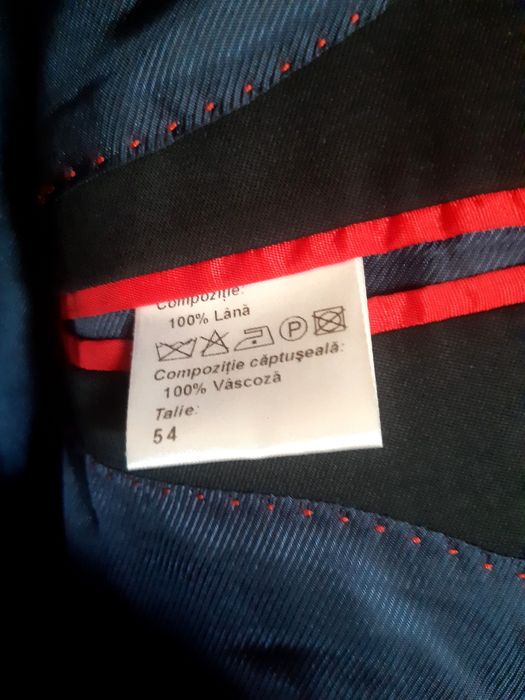 Compoziție:
100% Lână
P
Compoziție căptușeală:
100% Vâscoză
Talie:
54